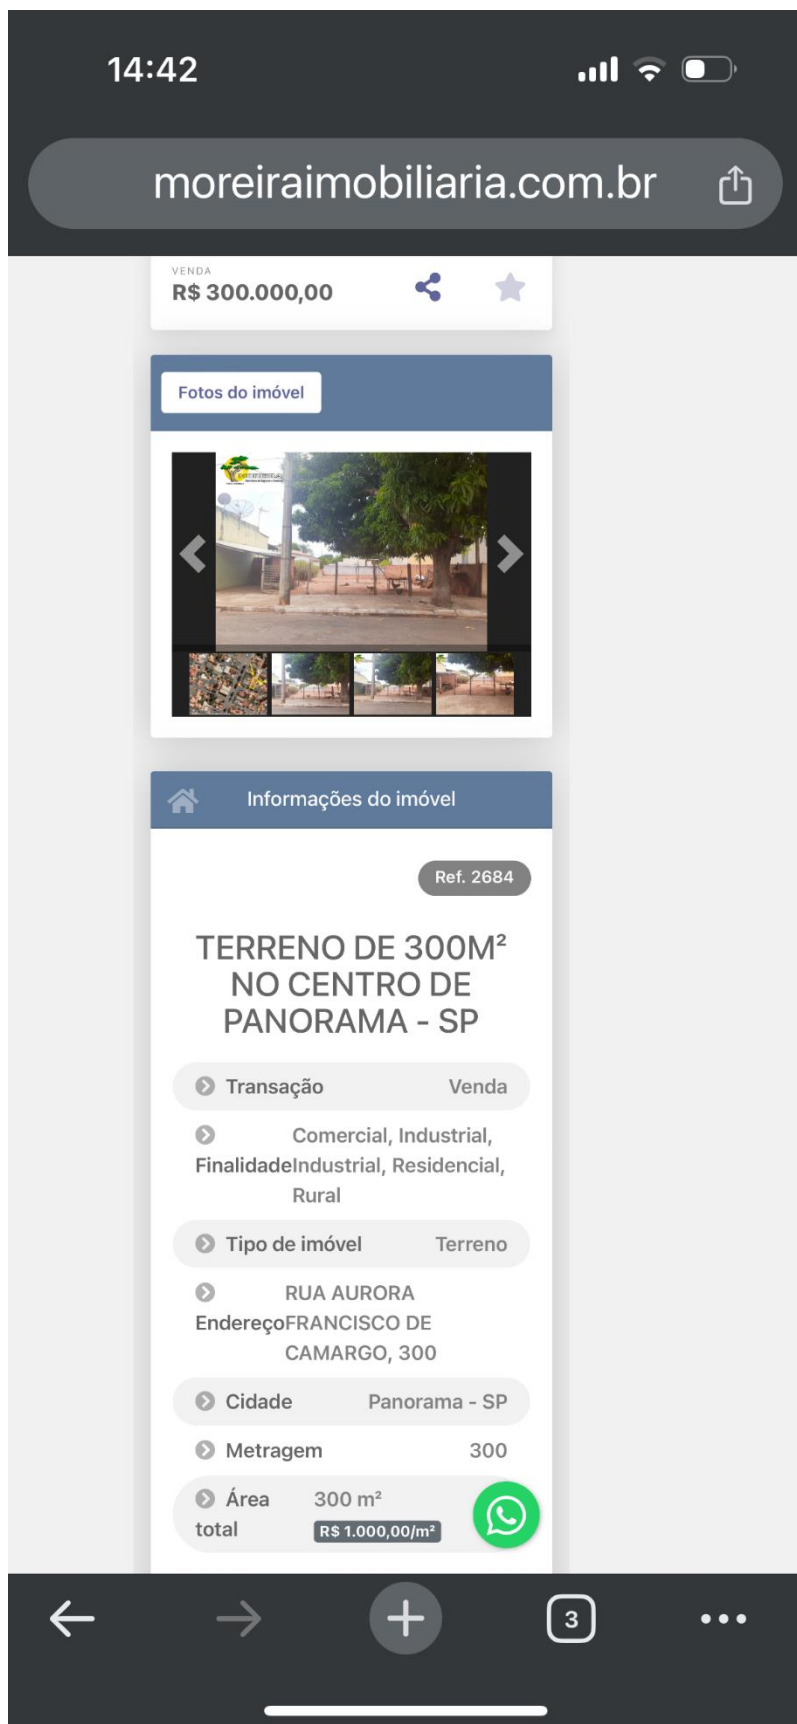 14:42
moreiraimobiliaria.com.br
VENDA
R$ 300.000,00
Fotos do imóvel
Informações do imóvel
Ref. 2684
TERRENO DE 300M²
NO CENTRO DE
PANORAMA - SP
Transação Venda
Comercial, Industrial,
Finalidade Industrial, Residencial,
Rural
Tipo de imóvel Terreno
RUA AURORA
Endereço FRANCISCO DE
CAMARGO, 300
Cidade Panorama - SP
Metragem 300
Área 300 m²
total R$ 1.000,00/m²
3